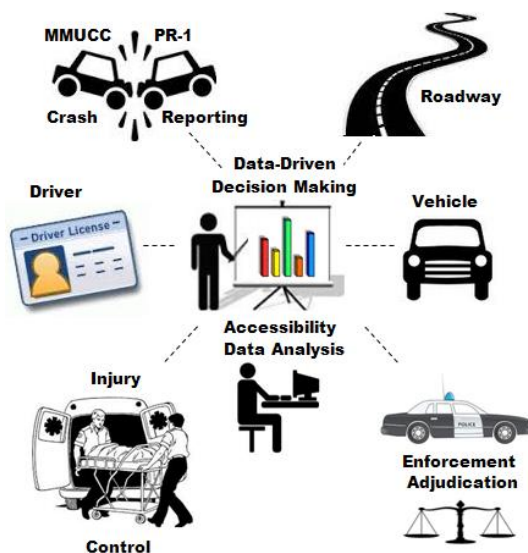 MMUCC PR-1
Crash Reporting
Roadway
Data-Driven
Decision Making
Driver
Driver License
Vehicle
Accessibility
Data Analysis
Injury
Control
POLICE
Enforcement
Adjudication